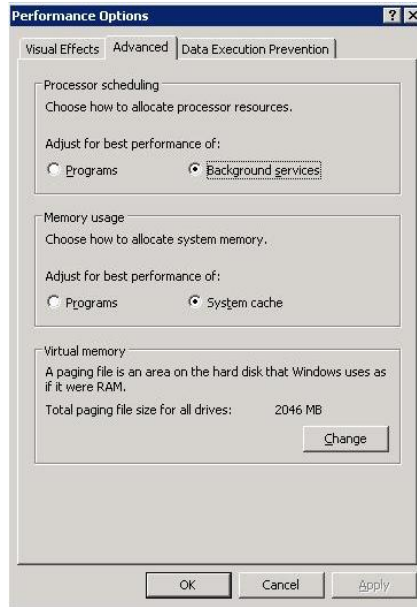 Performance Options
Visual Effects
Advanced
Data Execution Prevention
Processor scheduling
Choose how to allocate processor resources.
Adjust for best performance of:
Programs
Background services
Memory usage
Choose how to allocate system memory.
Adjust for best performance of:
Programs
System cache
Virtual memory
A paging file is an area on the hard disk that Windows uses as
if it were RAM.
Total paging file size for all drives: 2046 MB
Change
OK
Cancel
Apply